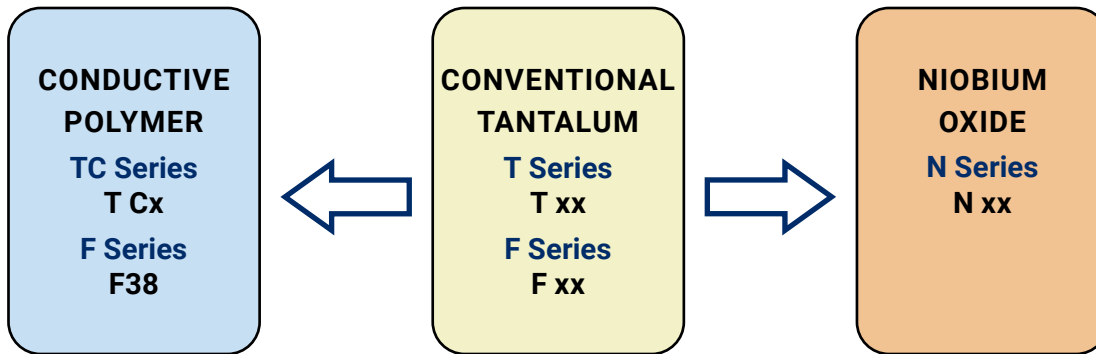 CONDUCTIVE
POLYMER
TC Series
T Cx
F Series
F38
CONVENTIONAL
TANTALUM
T Series
T xx
F Series
F xx
NIOBIUM
OXIDE
N Series
N xx